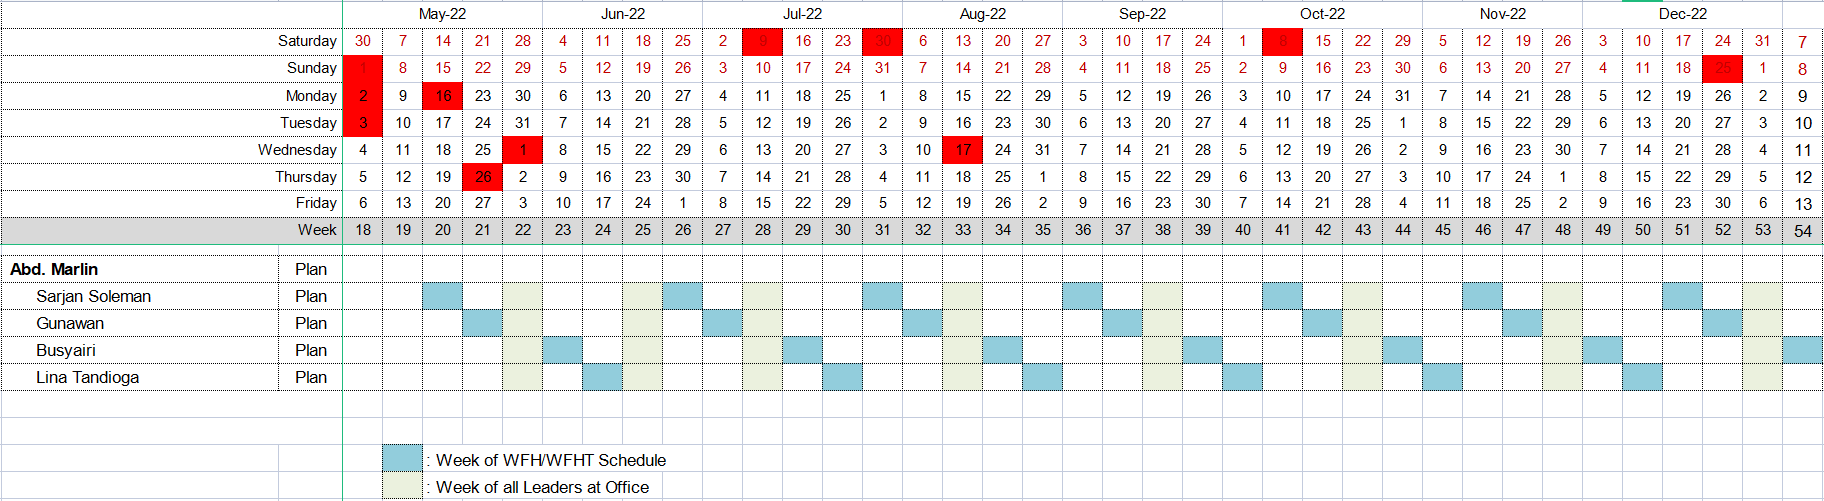 May-22 Jun-22 Jul-22 Aug-22 Sep-22 Oct-22 Nov-22 Dec-22
Saturday 30 7 14 21 28 4 11 18 25 2 9 16 23 30 6 13 20 27 3 10 17 24 1 8 15 22 29 5 12 19 26 3 10 17 24 31 7
Sunday 1 8 15 22 29 5 12 19 26 3 10 17 24 31 7 14 21 28 4 11 18 25 2 9 16 23 30 6 13 20 27 4 11 18 25 1 8
Monday 2 9 16 23 30 6 13 20 27 4 11 18 25 1 8 15 22 29 5 12 19 26 3 10 17 24 31 7 14 21 28 5 12 19 26 2 9
Tuesday 3 10 17 24 31 7 14 21 28 5 12 19 26 2 9 16 23 30 6 13 20 27 4 11 18 25 1 8 15 22 29 6 13 20 27 3 10
Wednesday 4 11 18 25 1 8 15 22 29 6 13 20 27 3 10 17 24 31 7 14 21 28 5 12 19 26 2 9 16 23 30 7 14 21 28 4 11
Thursday 5 12 19 26 2 9 16 23 30 7 14 21 28 4 11 18 25 1 8 15 22 29 6 13 20 27 3 10 17 24 1 8 15 22 29 5 12
Friday 6 13 20 27 3 10 17 24 1 8 15 22 29 5 12 19 26 2 9 16 23 30 7 14 21 28 4 11 18 25 2 9 16 23 30 6 13
Week 18 19 20 21 22 23 24 25 26 27 28 29 30 31 32 33 34 35 36 37 38 39 40 41 42 43 44 45 46 47 48 49 50 51 52 53 54
Abd. Marlin Plan
Sarjan Soleman Plan
Gunawan Plan
Busyairi Plan
Lina Tandioga Plan
: Week of WFH/WFHT Schedule
: Week of all Leaders at Office